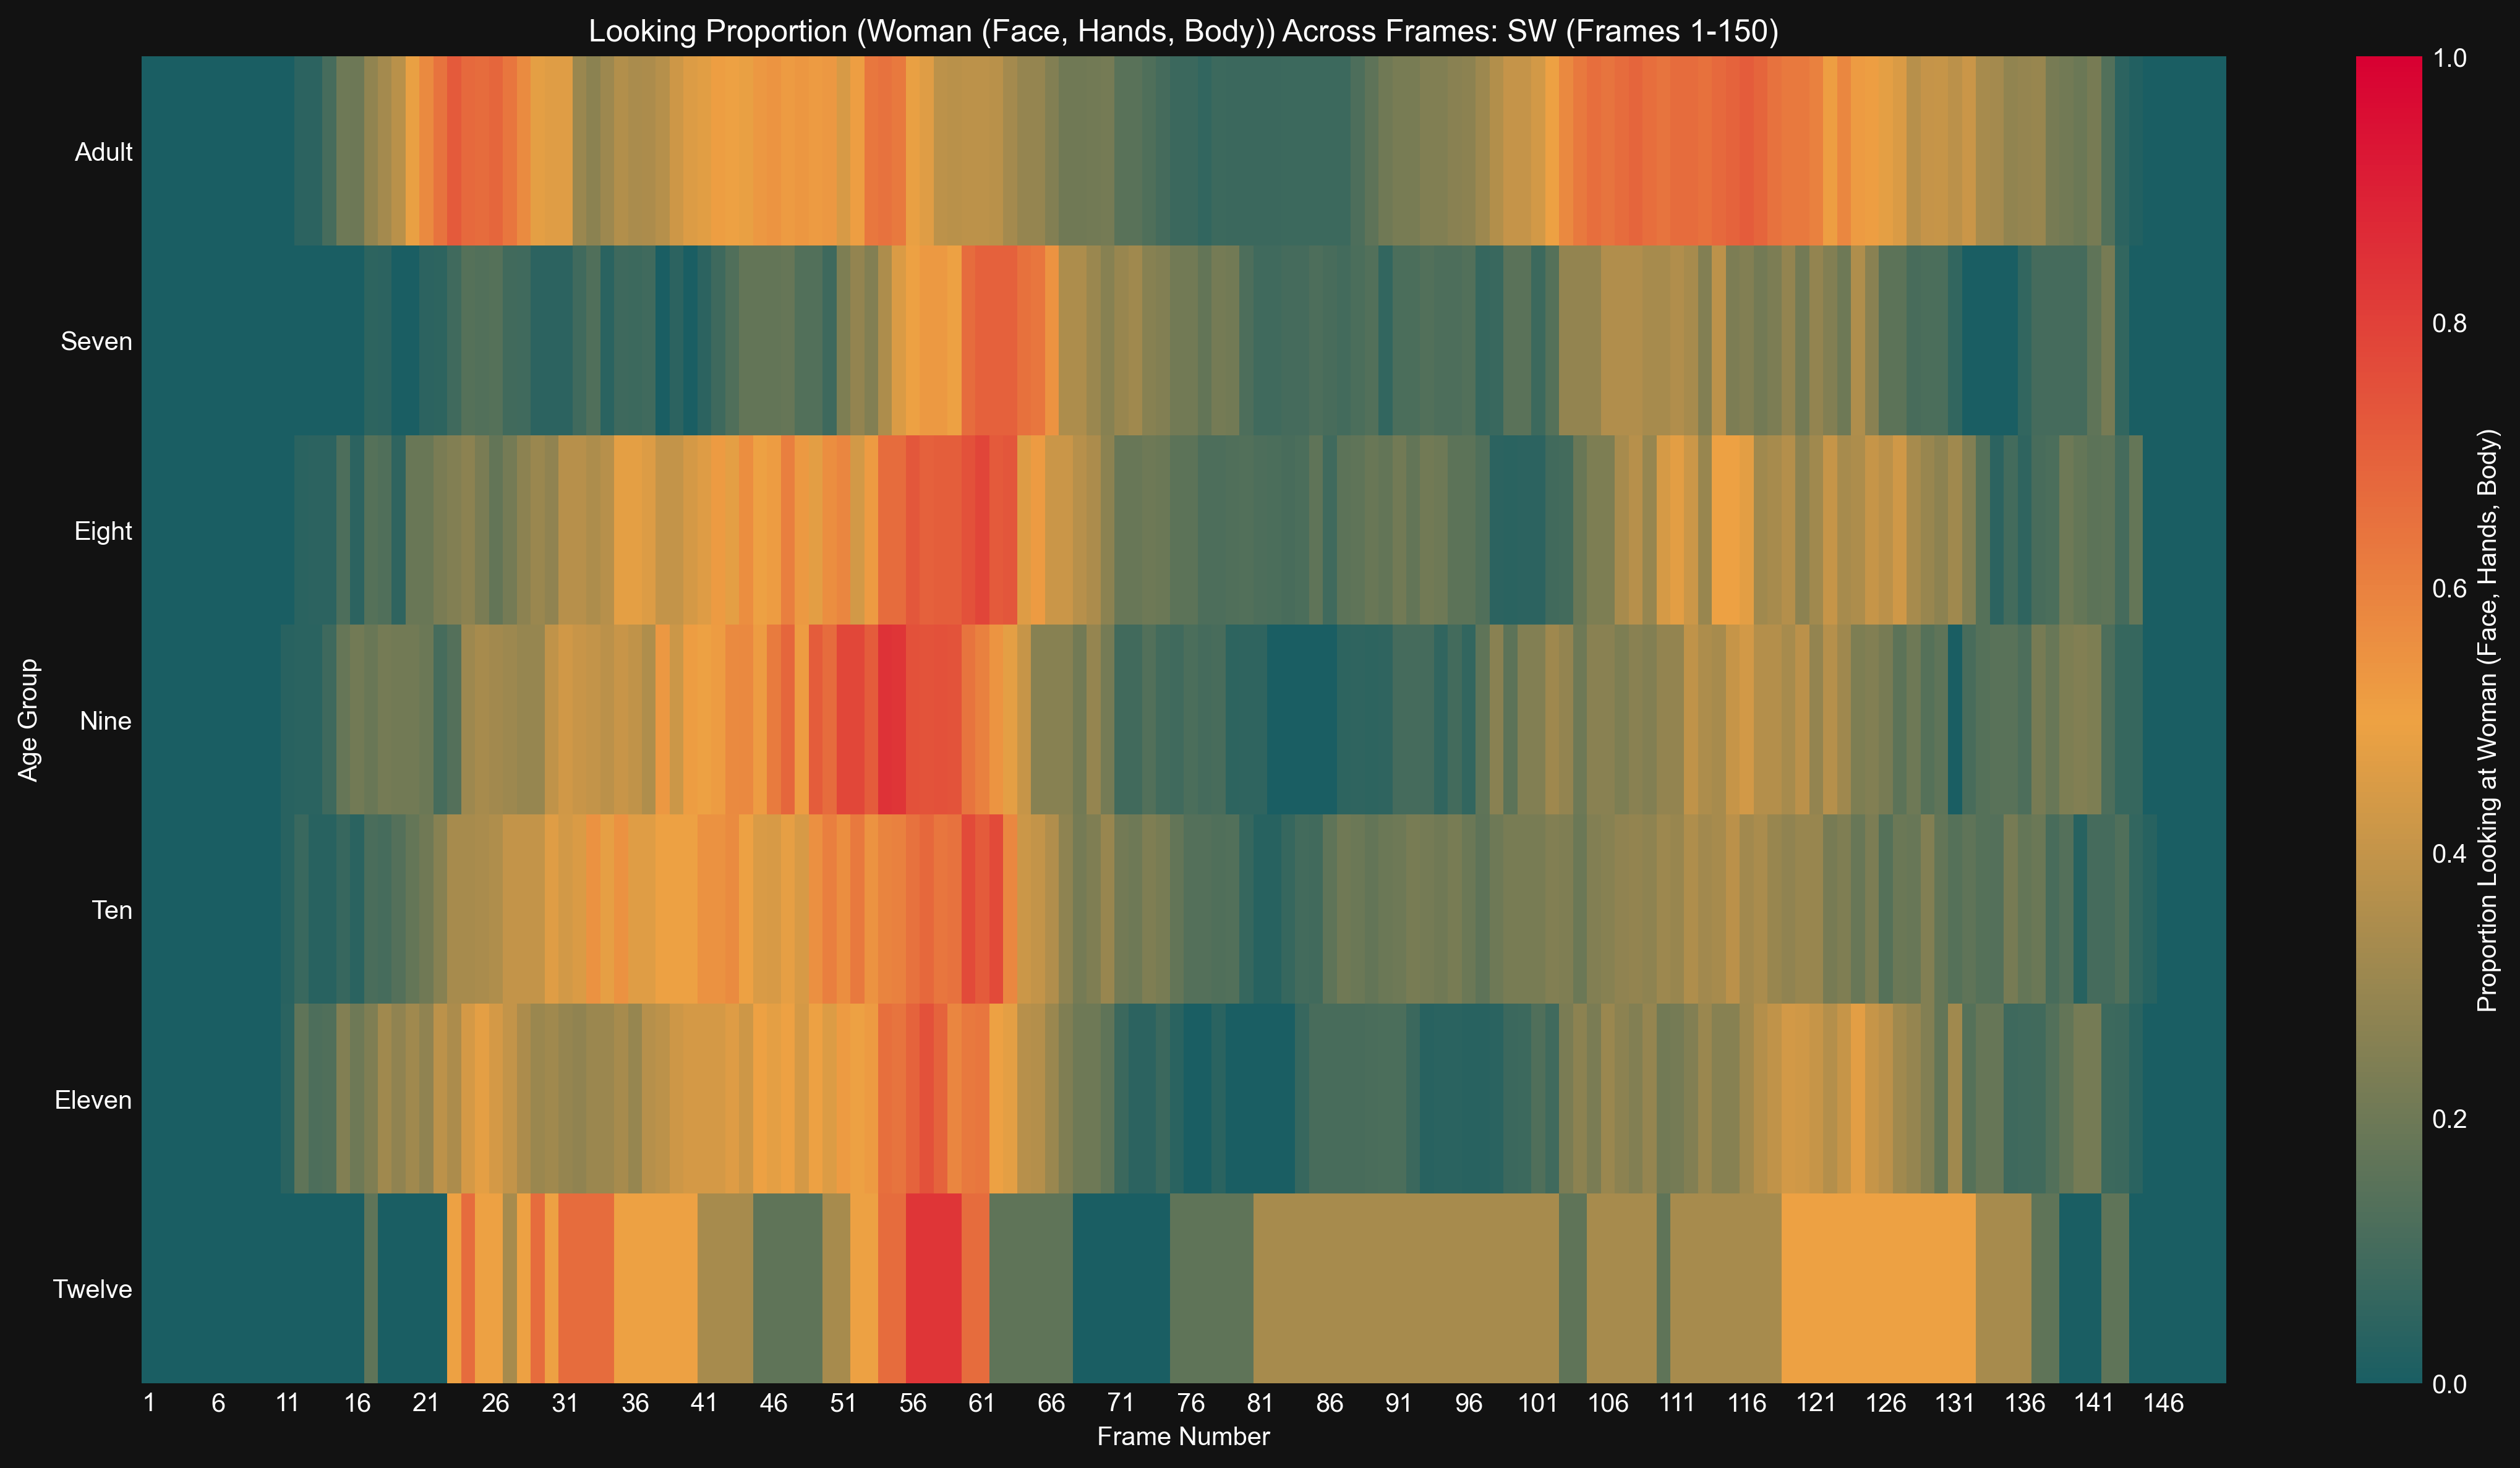 Looking Proportion (Woman (Face, Hands, Body)) Across Frames: SW (Frames 1-150)
Age Group
Adult
Seven
Eight
Nine
Ten
Eleven
Twelve
1 6 11 16 21 26 31 36 41 46 51 56 61 66 71 76 81 86 91 96 101 106 111 116 121 126 131 136 141 146
Frame Number
1.0
0.8
0.6
0.4
0.2
0.0
Proportion Looking at Woman (Face, Hands, Body)